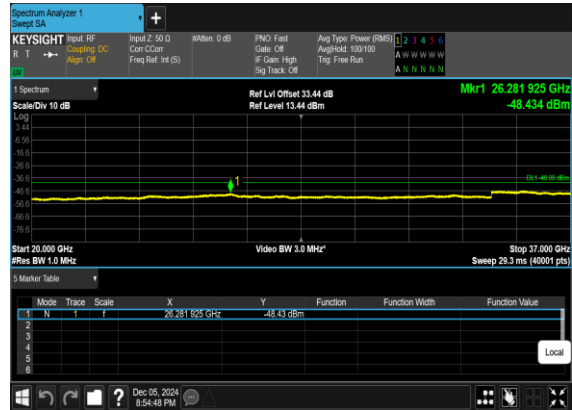 Spectrum Analyzer 1
Swept SA
KEYSIGHT Input: RF Input Z: 50 Ω #Atten: 0 dB PNO: Fast Avg Type: Power (RMS) 1 2 3 4 5 6
R T Coupling: DC Corr CCorr Gate: Off Avg|Hold: 100/100 A W W W W W
Align: Off Freq Ref: Int (S) IF Gain: High Trig: Free Run
Sig Track: Off A N N N N N
1 Spectrum Ref Lvl Offset 33.44 dB Mkr1 26.281 925 GHz
Scale/Div 10 dB Ref Level 13.44 dBm -48.434 dBm
Log
3.44
-6.56
-16.6
-26.6
-36.6 1 DL1 -40.00 dBm
-46.6
-56.6
-66.6
-76.6
Start 20.000 GHz Video BW 3.0 MHz* Stop 37.000 GHz
#Res BW 1.0 MHz Sweep 29.3 ms (40001 pts)
5 Marker Table
Mode Trace Scale X Y Function Function Width Function Value
1 N 1 f 26.281 925 GHz -48.43 dBm
2
3
4
5
6
Local
? Dec 05, 2024
8:54:48 PM